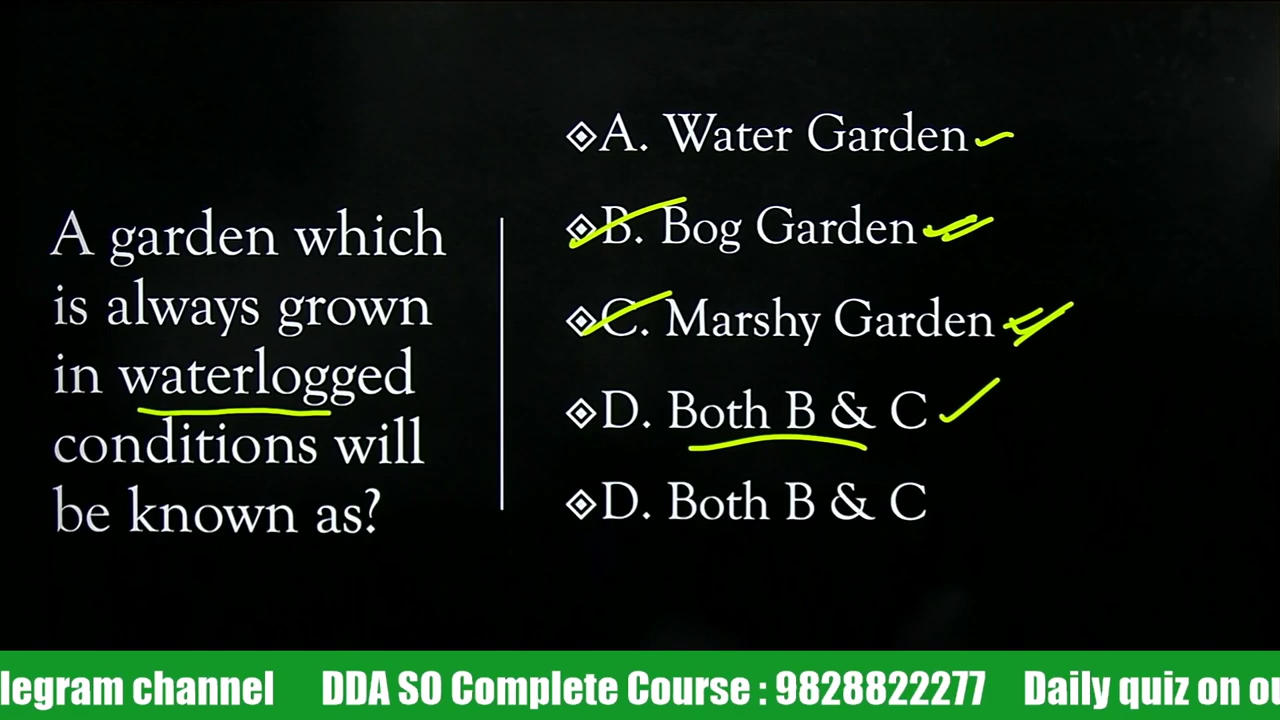 A garden which
is always grown
in waterlogged
conditions will
be known as?
A. Water Garden
B. Bog Garden
C. Marshy Garden
D. Both B & C
D. Both B & C
legram channel DDA SO Complete Course : 9828822277 Daily quiz on ou